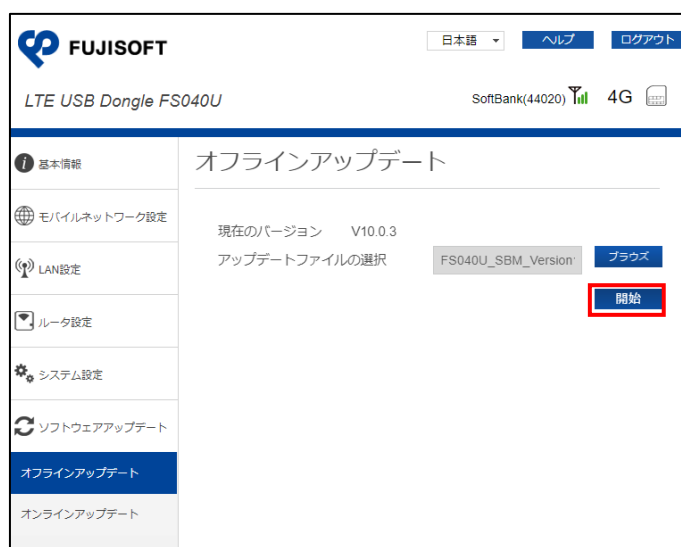 FUJISOFT
日本語
ヘルプ
ログアウト
LTE USB Dongle FS040U
SoftBank(44020)
4G
基本情報
オフラインアップデート
モバイルネットワーク設定
現在のバージョン V10.0.3
アップデートファイルの選択 FS040U_SBM_Version ブラウズ
LAN設定
開始
ルータ設定
システム設定
ソフトウェアアップデート
オフラインアップデート
オンラインアップデート